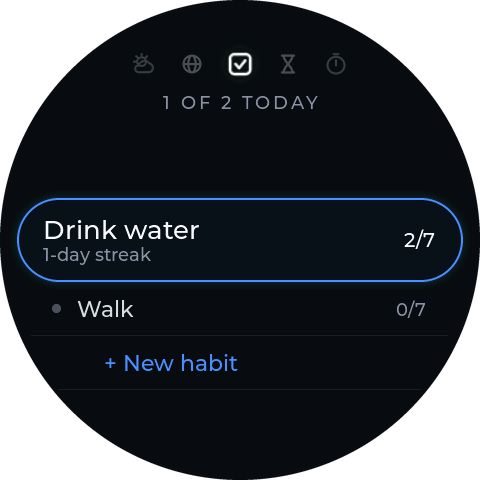 1 OF 2 TODAY
Drink water
2/7
1-day streak
Walk
0/7
+ New habit